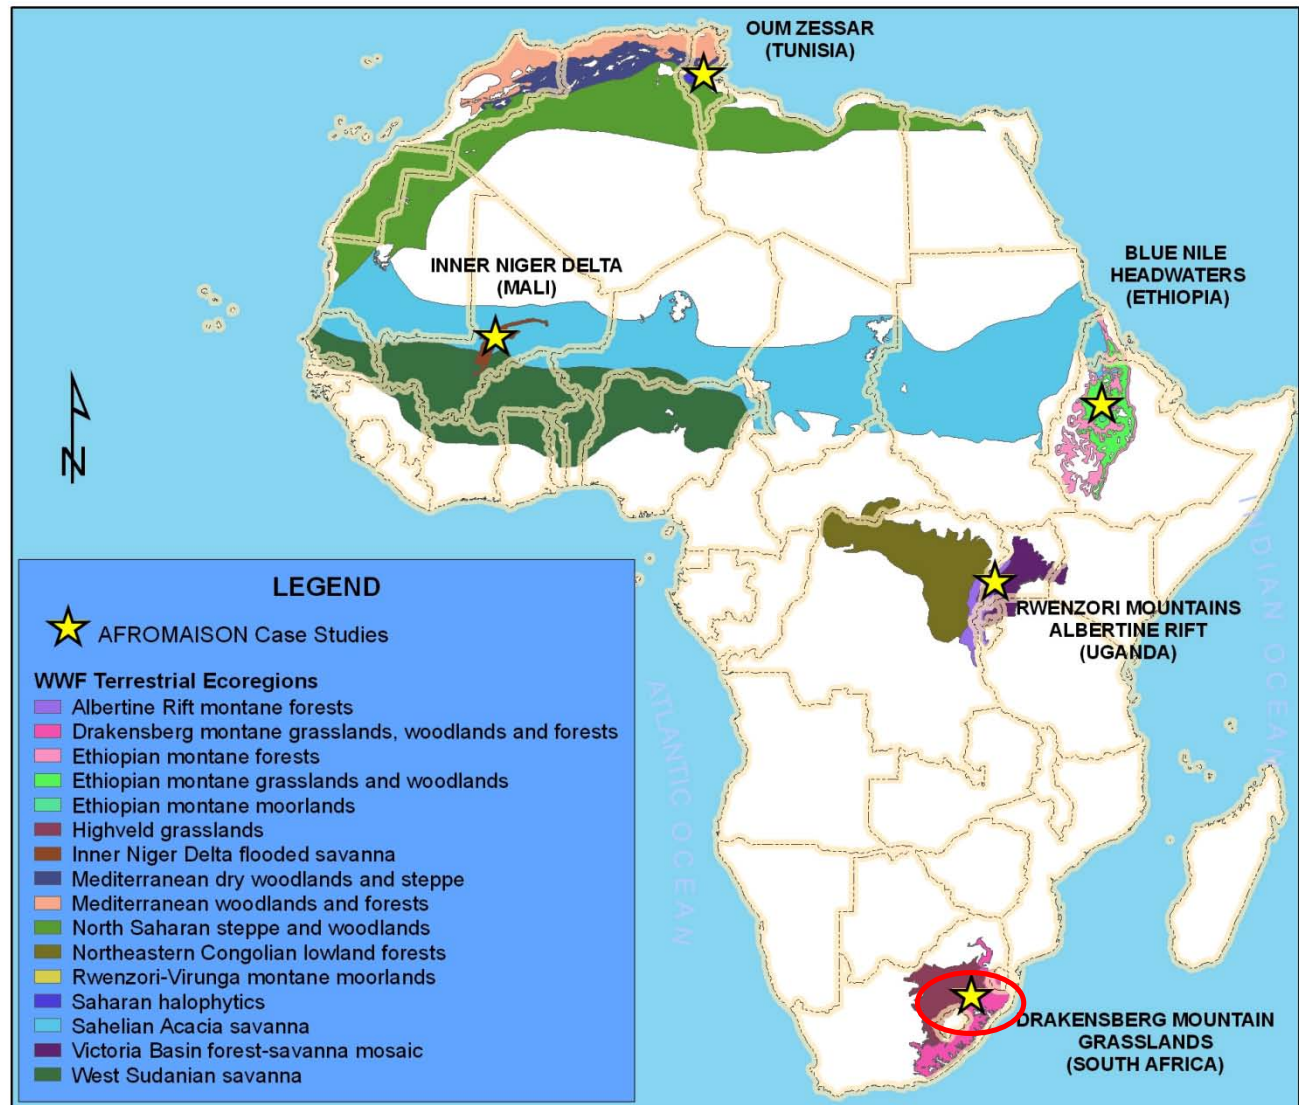 OUM ZESSAR
(TUNISIA)
INNER NIGER DELTA
(MALI)
BLUE NILE
HEADWATERS
(ETHIOPIA)
N
INDIAN OCEAN
RWENZORI MOUNTAINS
ALBERTINE RIFT
(UGANDA)
ATLANTIC OCEAN
DRAKENSBERG MOUNTAIN
GRASSLANDS
(SOUTH AFRICA)
LEGEND
AFROMAISON Case Studies
WWF Terrestrial Ecoregions
Albertine Rift montane forests
Drakensberg montane grasslands, woodlands and forests
Ethiopian montane forests
Ethiopian montane grasslands and woodlands
Ethiopian montane moorlands
Highveld grasslands
Inner Niger Delta flooded savanna
Mediterranean dry woodlands and steppe
Mediterranean woodlands and forests
North Saharan steppe and woodlands
Northeastern Congolian lowland forests
Rwenzori-Virunga montane moorlands
Saharan halophytics
Sahelian Acacia savanna
Victoria Basin forest-savanna mosaic
West Sudanian savanna